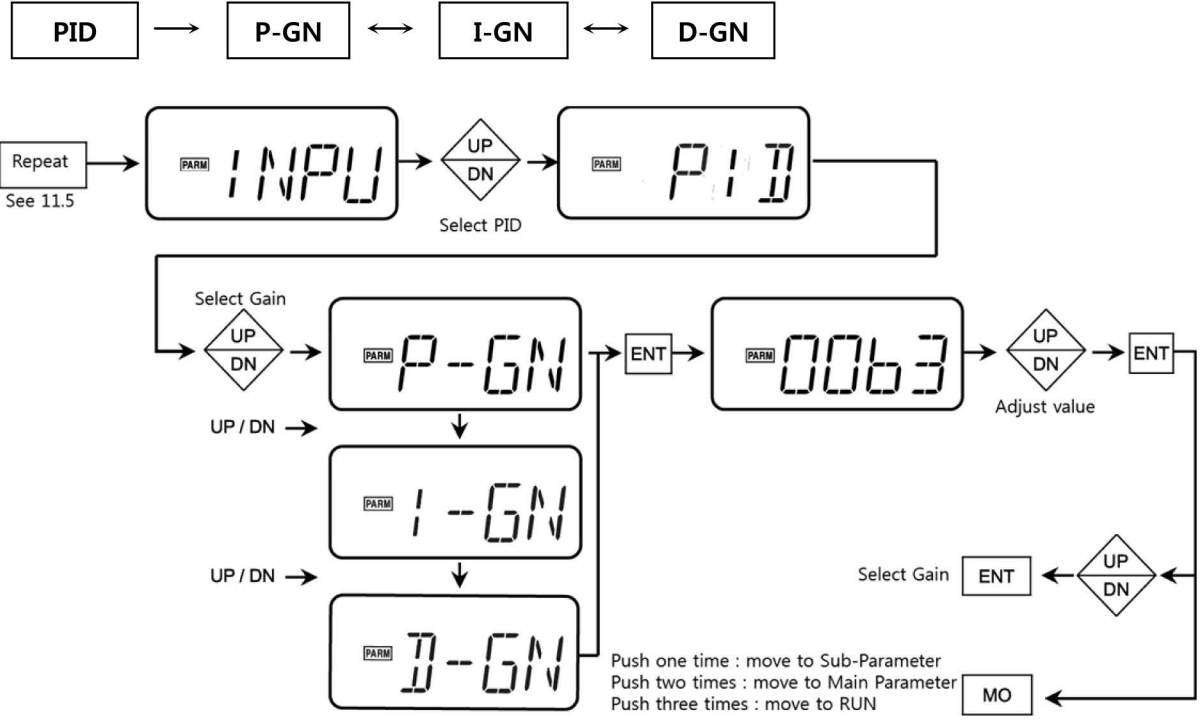 PID P-GN I-GN D-GN
Repeat
See 11.5
PARM INPU
UP
DN
Select PID
PARM PID
Select Gain
UP
DN
PARM P-GN
ENT
PARM 00b3
UP
DN
Adjust value
ENT
UP / DN
PARM I-GN
UP / DN
PARM D-GN
Select Gain
ENT
UP
DN
Push one time : move to Sub-Parameter
Push two times : move to Main Parameter
Push three times : move to RUN
MO